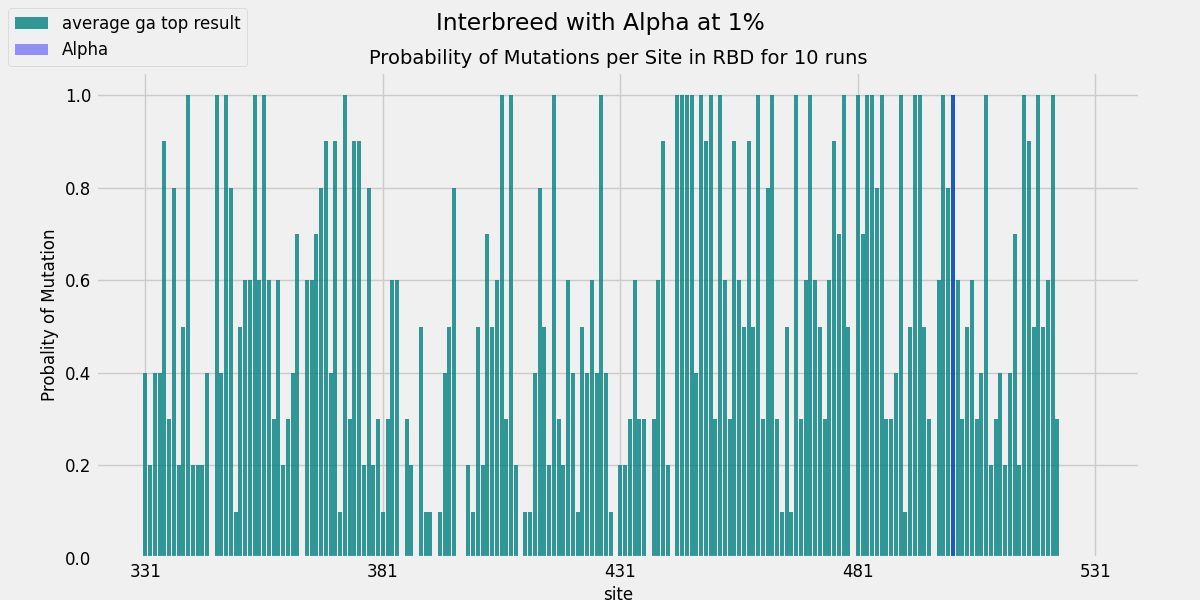 Interbreed with Alpha at 1%
average ga top result
Alpha
Probability of Mutations per Site in RBD for 10 runs
Probality of Mutation
1.0
0.8
0.6
0.4
0.2
0.0
331
381
431
481
531
site